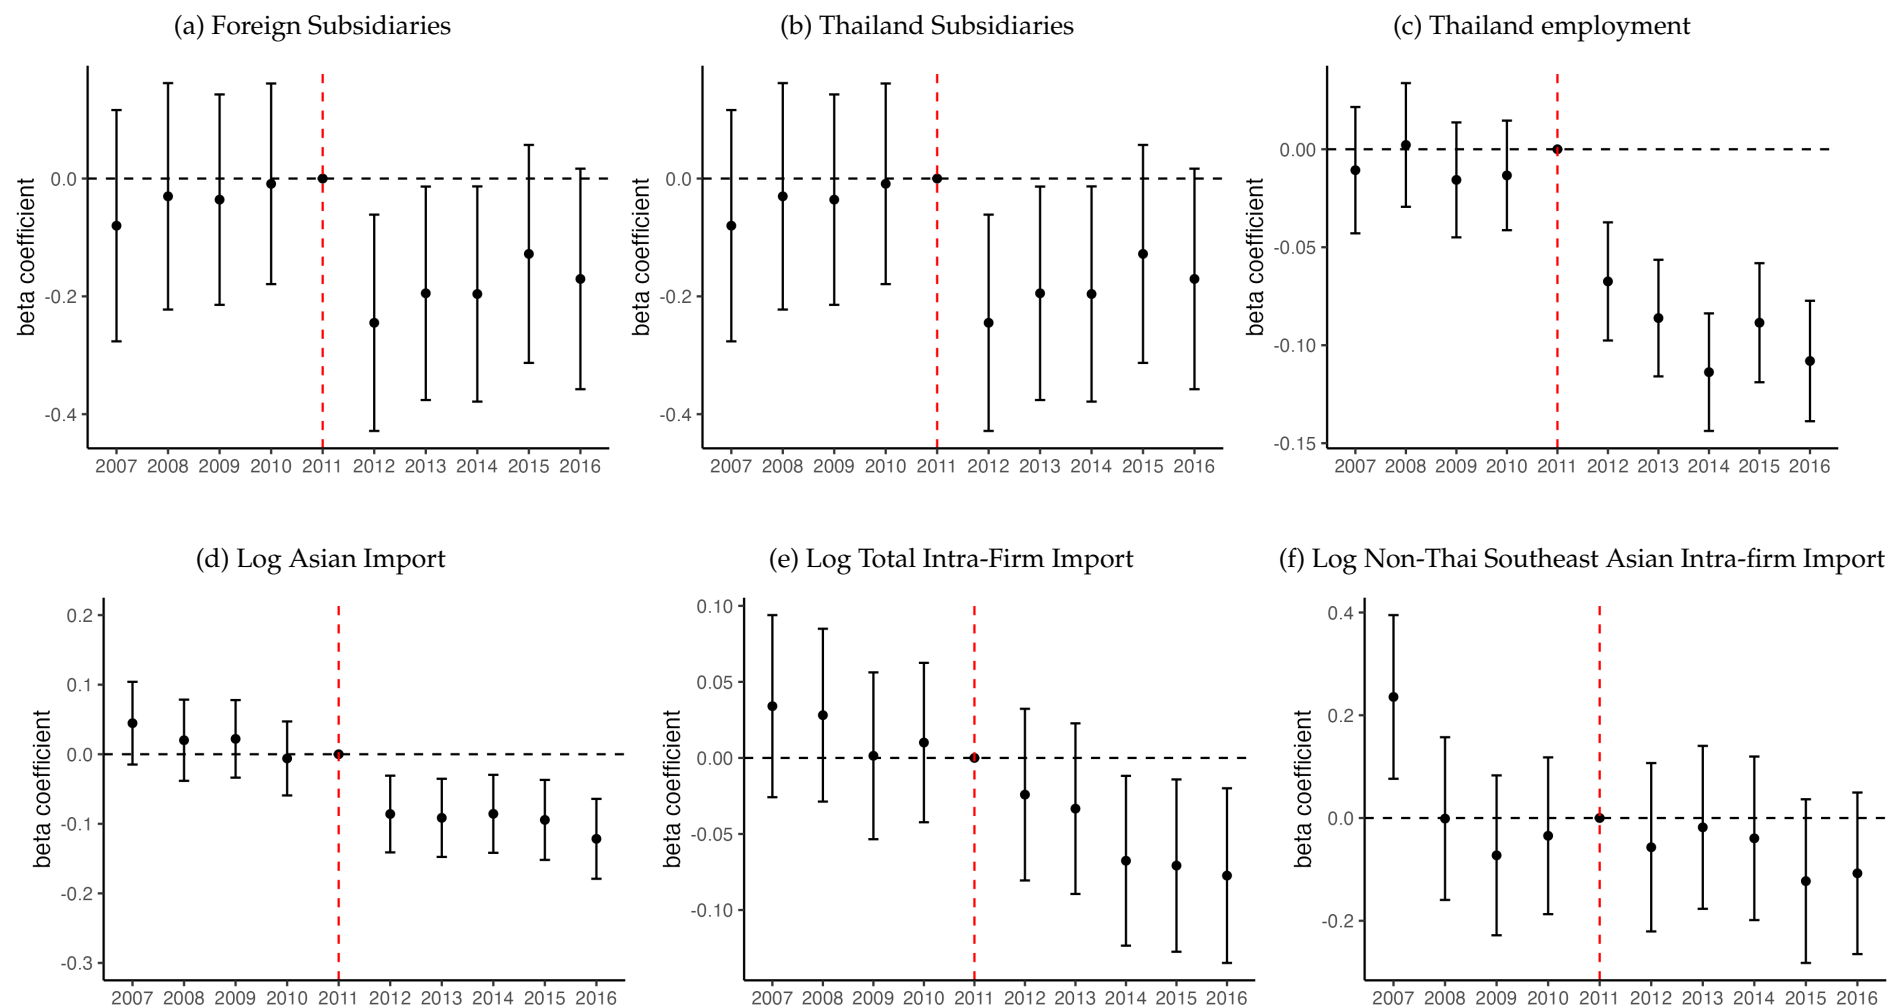 (a) Foreign Subsidiaries
beta coefficient
0.0
-0.2
-0.4
2007 2008 2009 2010 2011 2012 2013 2014 2015 2016
(b) Thailand Subsidiaries
beta coefficient
0.0
-0.2
-0.4
2007 2008 2009 2010 2011 2012 2013 2014 2015 2016
(c) Thailand employment
beta coefficient
0.00
-0.05
-0.10
-0.15
2007 2008 2009 2010 2011 2012 2013 2014 2015 2016
(d) Log Asian Import
beta coefficient
0.2
0.1
0.0
-0.1
-0.2
-0.3
2007 2008 2009 2010 2011 2012 2013 2014 2015 2016
(e) Log Total Intra-Firm Import
beta coefficient
0.10
0.05
0.00
-0.05
-0.10
2007 2008 2009 2010 2011 2012 2013 2014 2015 2016
(f) Log Non-Thai Southeast Asian Intra-firm Import
beta coefficient
0.4
0.2
0.0
-0.2
2007 2008 2009 2010 2011 2012 2013 2014 2015 2016